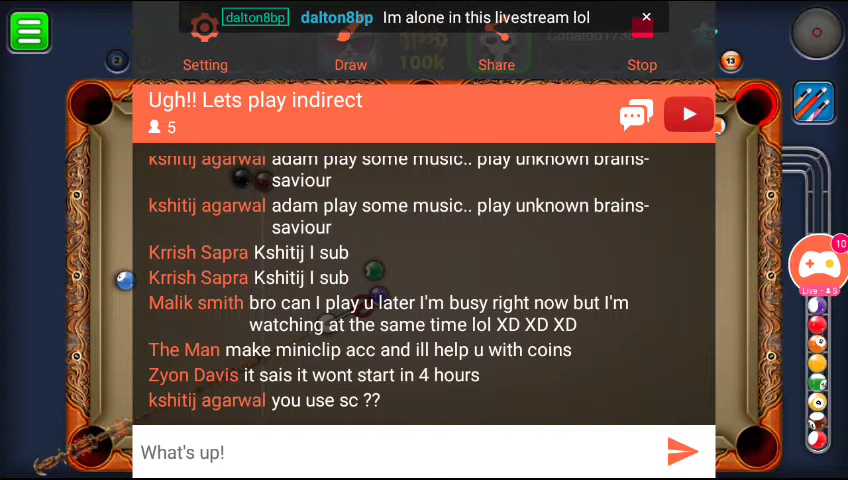 dalton8bp dalton8bp Im alone in this livestream lol
100k
Setting Draw Share Stop
2
13
Ugh!! Lets play indirect
5
kshitij agarwal adam play some music.. play unknown brains-
saviour
kshitij agarwal adam play some music.. play unknown brains-
saviour
Krrish Sapra Kshitij I sub
Krrish Sapra Kshitij I sub
Malik smith bro can I play u later I'm busy right now but I'm
watching at the same time lol XD XD XD
The Man make miniclip acc and ill help u with coins
Zyon Davis it sais it wont start in 4 hours
kshitij agarwal you use sc ??
What's up!
10
Live - 5